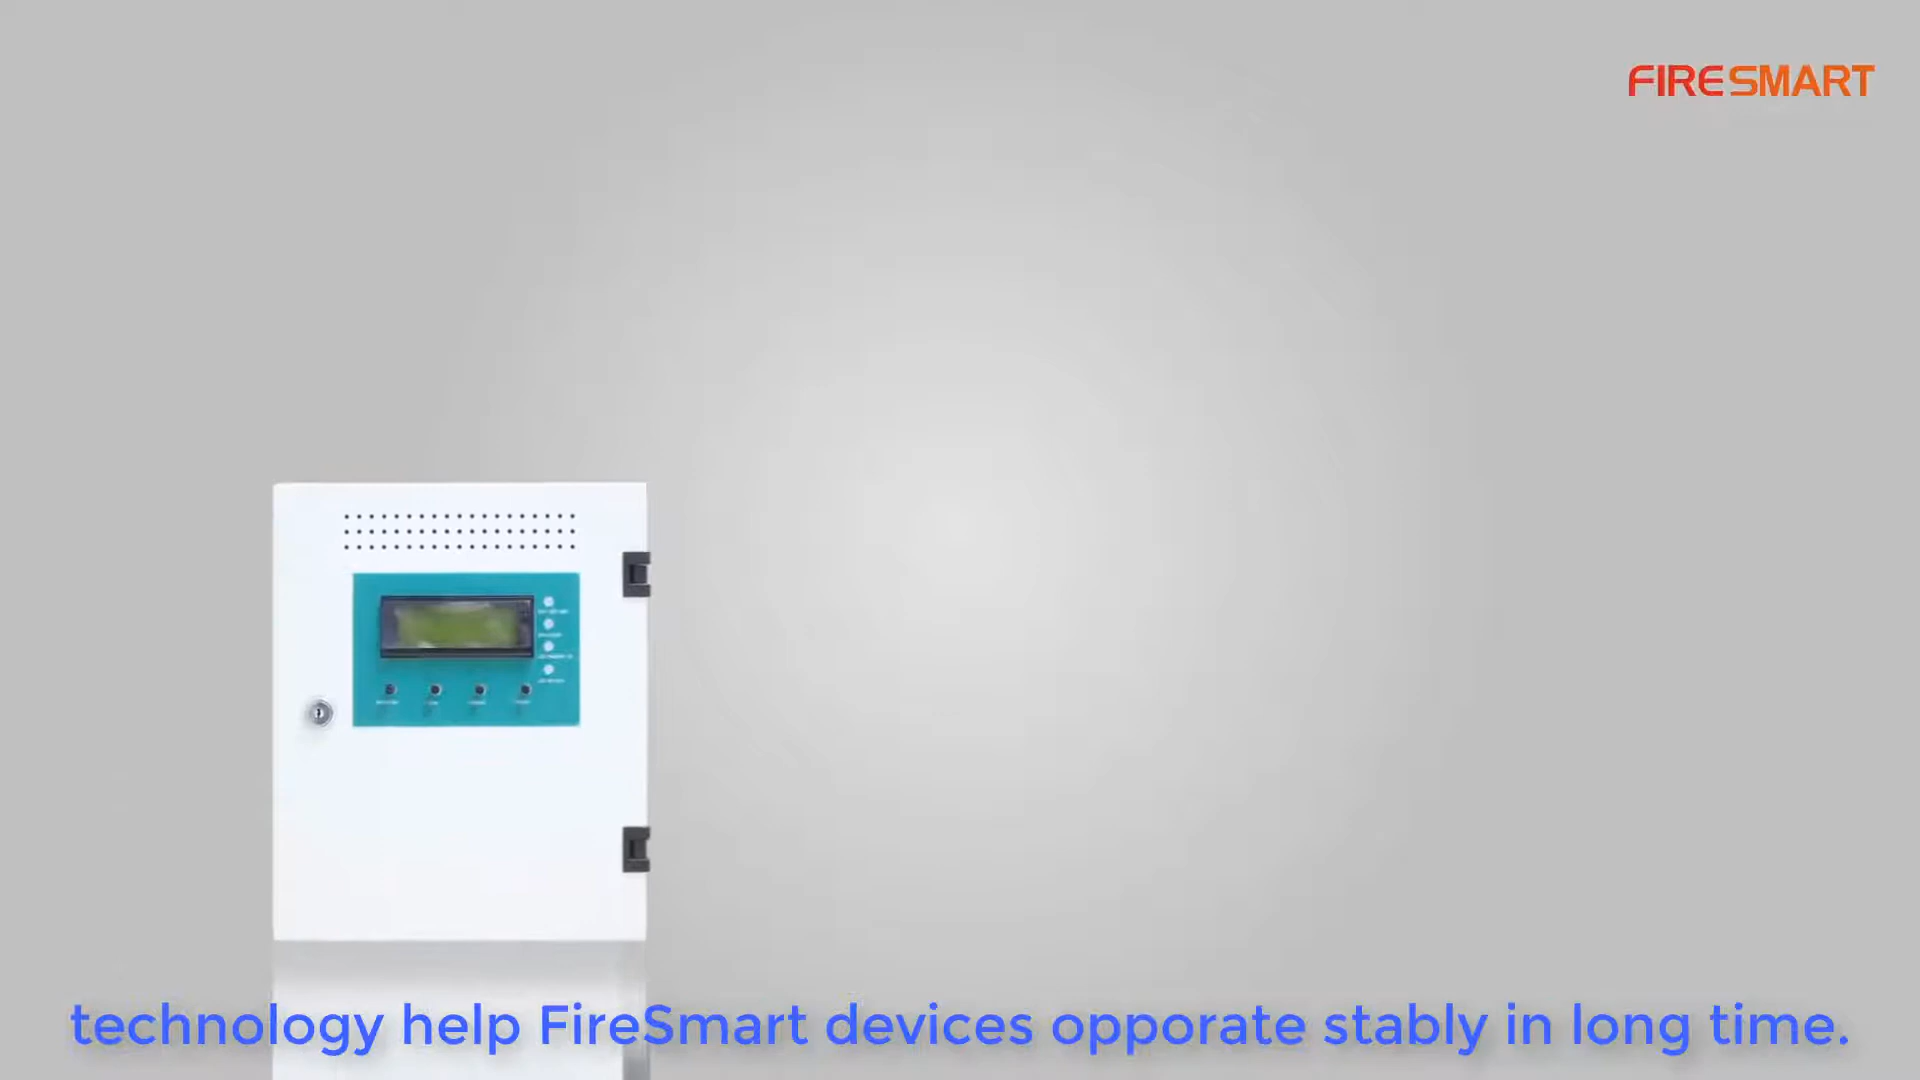 FIRESMART
technology help FireSmart devices opporate stably in long time.